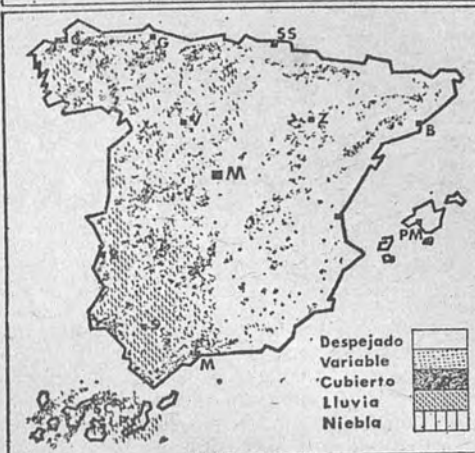 G SS
V Z B
M
PM
S
M
Despejado
Variable
Cubierto
Lluvia
Niebla